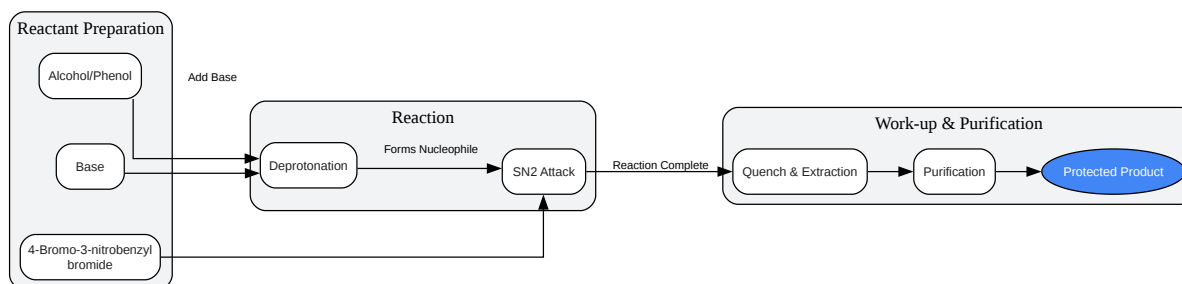 Reactant Preparation
Alcohol/Phenol
Add Base
Base
4-Bromo-3-nitrobenzyl
bromide
Reaction
Deprotonation
Forms Nucleophile
SN2 Attack
Reaction Complete
Work-up & Purification
Quench & Extraction
Purification
Protected Product